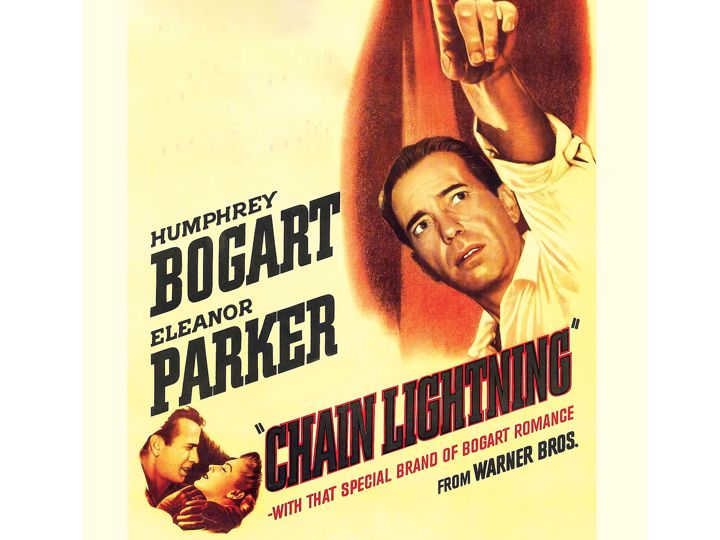 HUMPHREY
BOGART
ELEANOR
PARKER
"CHAIN LIGHTNING"
-WITH THAT SPECIAL BRAND OF BOGART ROMANCE
FROM WARNER BROS.